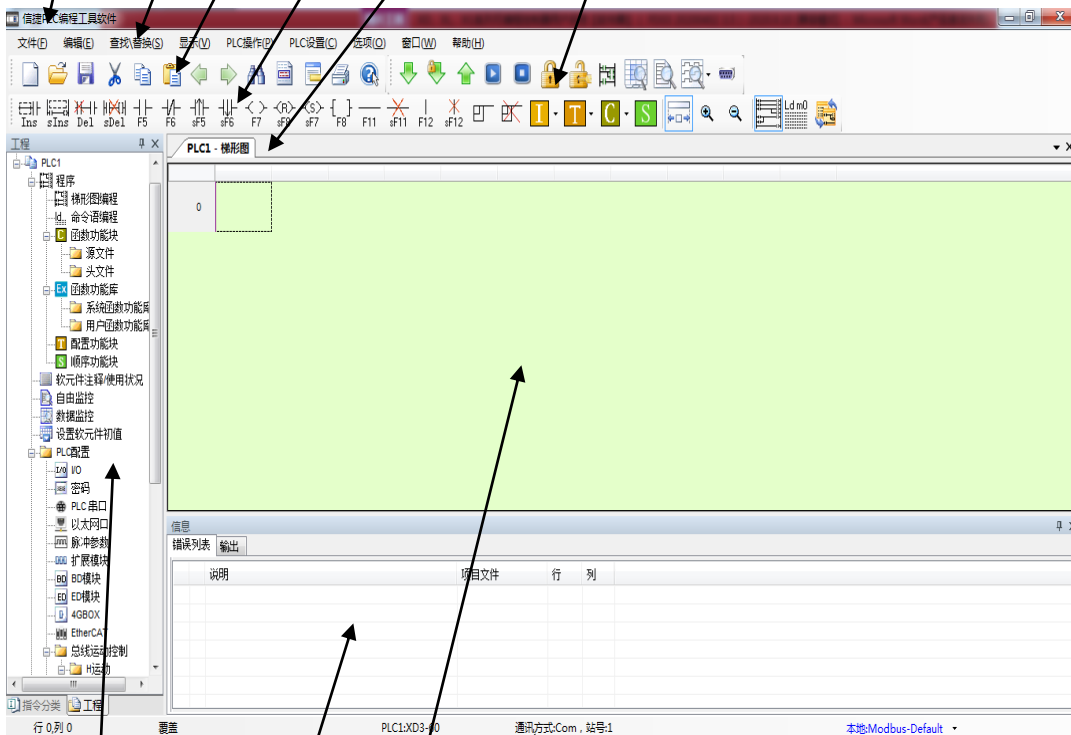 信捷PLC编程工具软件
文件(F) 编辑(E) 查找\替换(S) 显示(V) PLC操作(P) PLC设置(C) 选项(O) 窗口(W) 帮助(H)
Ins sIns Del sDel F5 F6 sF5 sF6 F7 sF8 sF7 F8 F11 sF11 F12 sF12 I T C S Ld m0
工程
PLC1 - 梯形图
PLC1
程序
梯形图编程
命令语编程
C 函数功能块
源文件
头文件
Ex 函数功能库
系统函数功能库
用户函数功能库
T 配置功能块
S 顺序功能块
软元件注释/使用状况
自由监控
数据监控
设置软元件初值
PLC配置
I/O I/O
密码
PLC 串口
以太网口
脉冲参数
扩展模块
BD BD模块
ED ED模块
4GBOX
EtherCAT
总线运动控制
H运动
指令分类 工程
0
信息
错误列表 输出
说明 项目文件 行 列
行 0,列 0 覆盖 PLC1:XD3-60 通讯方式:Com，站号:1 本地:Modbus-Default